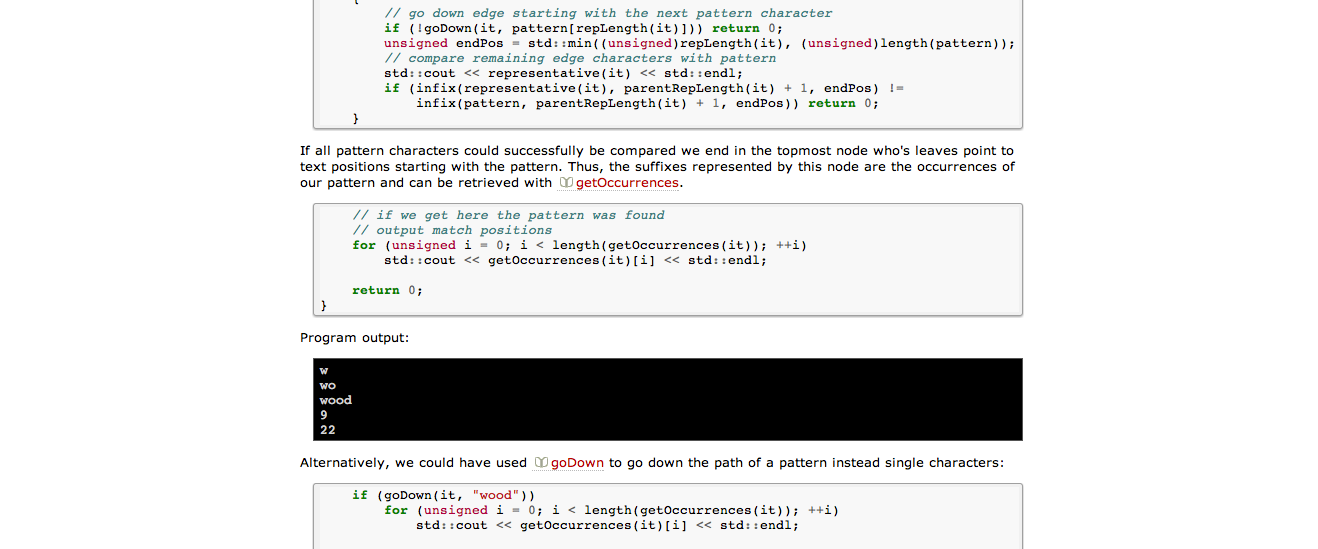 {
// go down edge starting with the next pattern character
if (!goDown(it, pattern[repLength(it)])) return 0;
unsigned endPos = std::min((unsigned)repLength(it), (unsigned)length(pattern));
// compare remaining edge characters with pattern
std::cout << representative(it) << std::endl;
if (infix(representative(it), parentRepLength(it) + 1, endPos) !=
infix(pattern, parentRepLength(it) + 1, endPos)) return 0;
}
If all pattern characters could successfully be compared we end in the topmost node who's leaves point to
text positions starting with the pattern. Thus, the suffixes represented by this node are the occurrences of
our pattern and can be retrieved with getOccurrences.
// if we get here the pattern was found
// output match positions
for (unsigned i = 0; i < length(getOccurrences(it)); ++i)
std::cout << getOccurrences(it)[i] << std::endl;
return 0;
}
Program output:
w
wo
wood
9
22
Alternatively, we could have used goDown to go down the path of a pattern instead single characters:
if (goDown(it, "wood"))
for (unsigned i = 0; i < length(getOccurrences(it)); ++i)
std::cout << getOccurrences(it)[i] << std::endl;